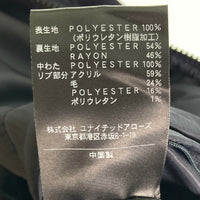 表生地 POLYESTER 100%
(ポリウレタン樹脂加工)
裏生地 POLYESTER 54%
RAYON 46%
中わた POLYESTER 100%
リブ部分 アクリル 59%
毛 24%
POLYESTER 16%
ポリウレタン 1%
株式会社 ユナイテッドアローズ
東京都港区赤坂8-1-19
中国製